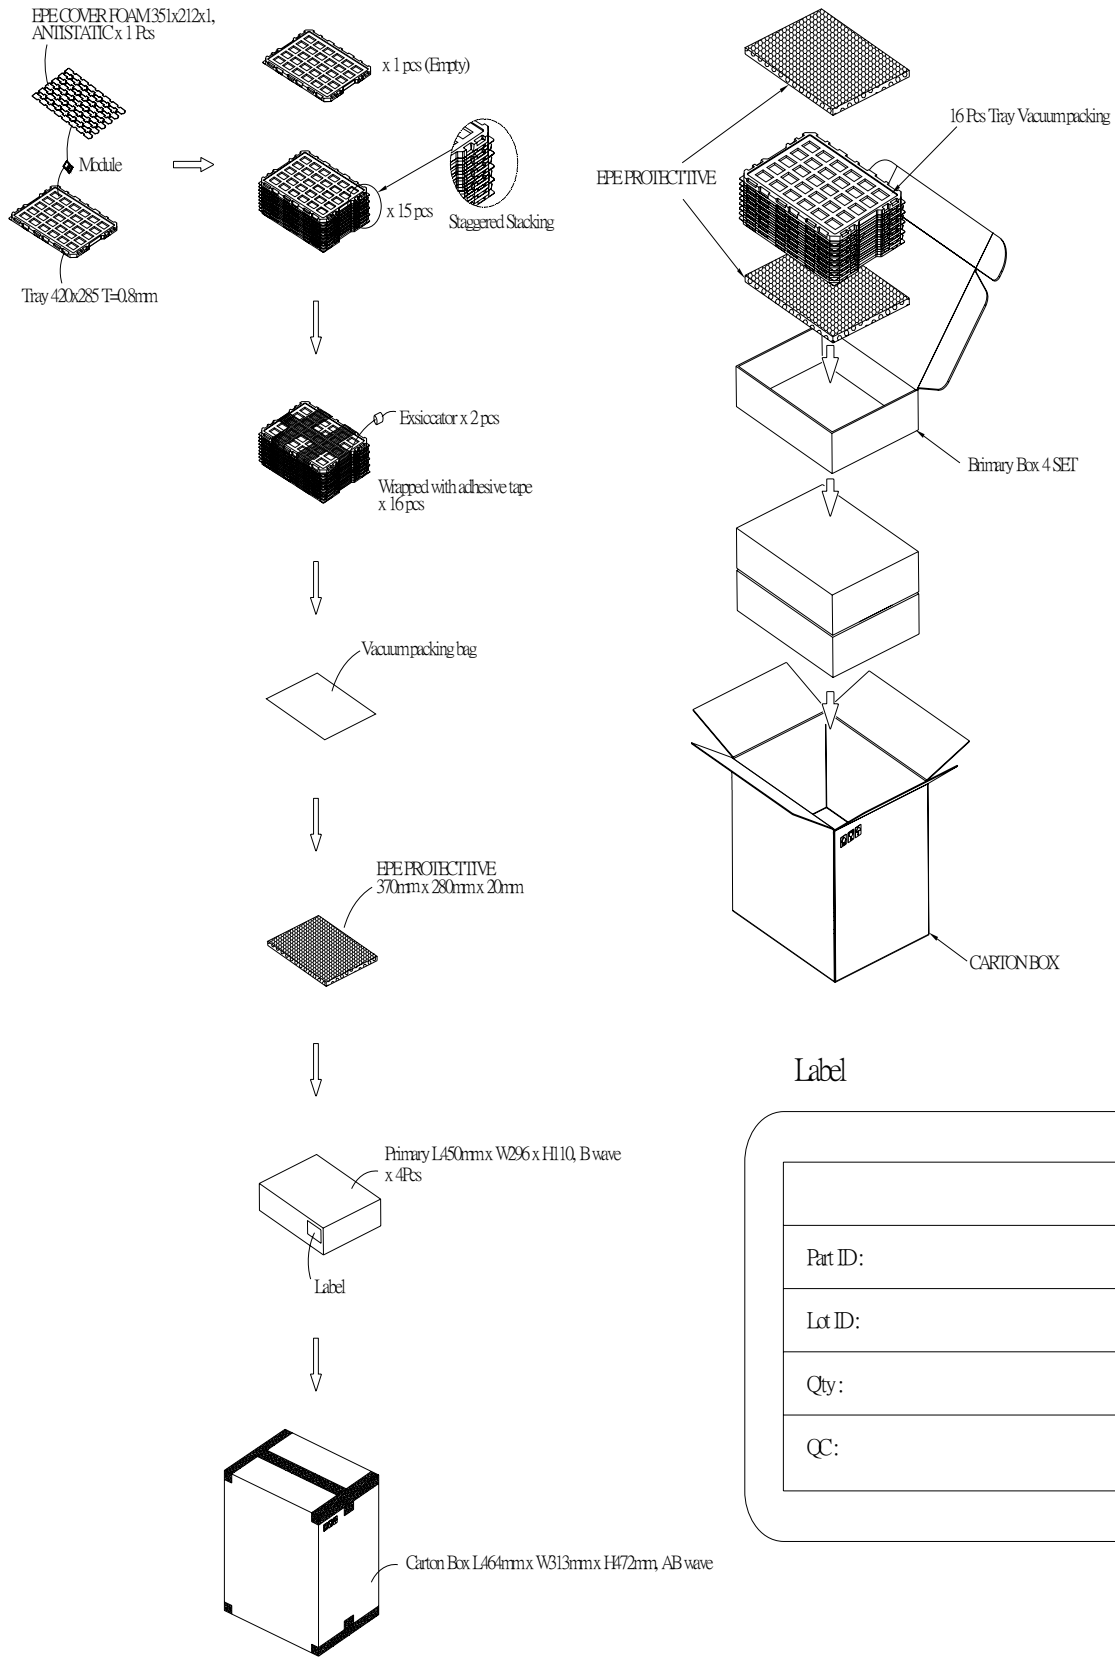 EPE COVER FOAM 351x212x1,
ANTISTATIC x 1 Pcs
Module
Tray 420x285 T=0.8mm
x 1 pcs (Empty)
x 15 pcs
Staggered Stacking
Exsiccator x 2 pcs
Wrapped with adhesive tape
x 16 pcs
Vacuum packing bag
EPE PROTECTTIVE
370mm x 280mm x 20mm
Primary L450mm x W296 x H110, B wave
x 4Pcs
Label
Carton Box L464mm x W313mm x H472mm, AB wave
16 Pcs Tray Vacuum packing
EPE PROTECTTIVE
Brimary Box 4 SET
CARTON BOX
Label
Part ID:
Lot ID:
Q'ty:
QC: